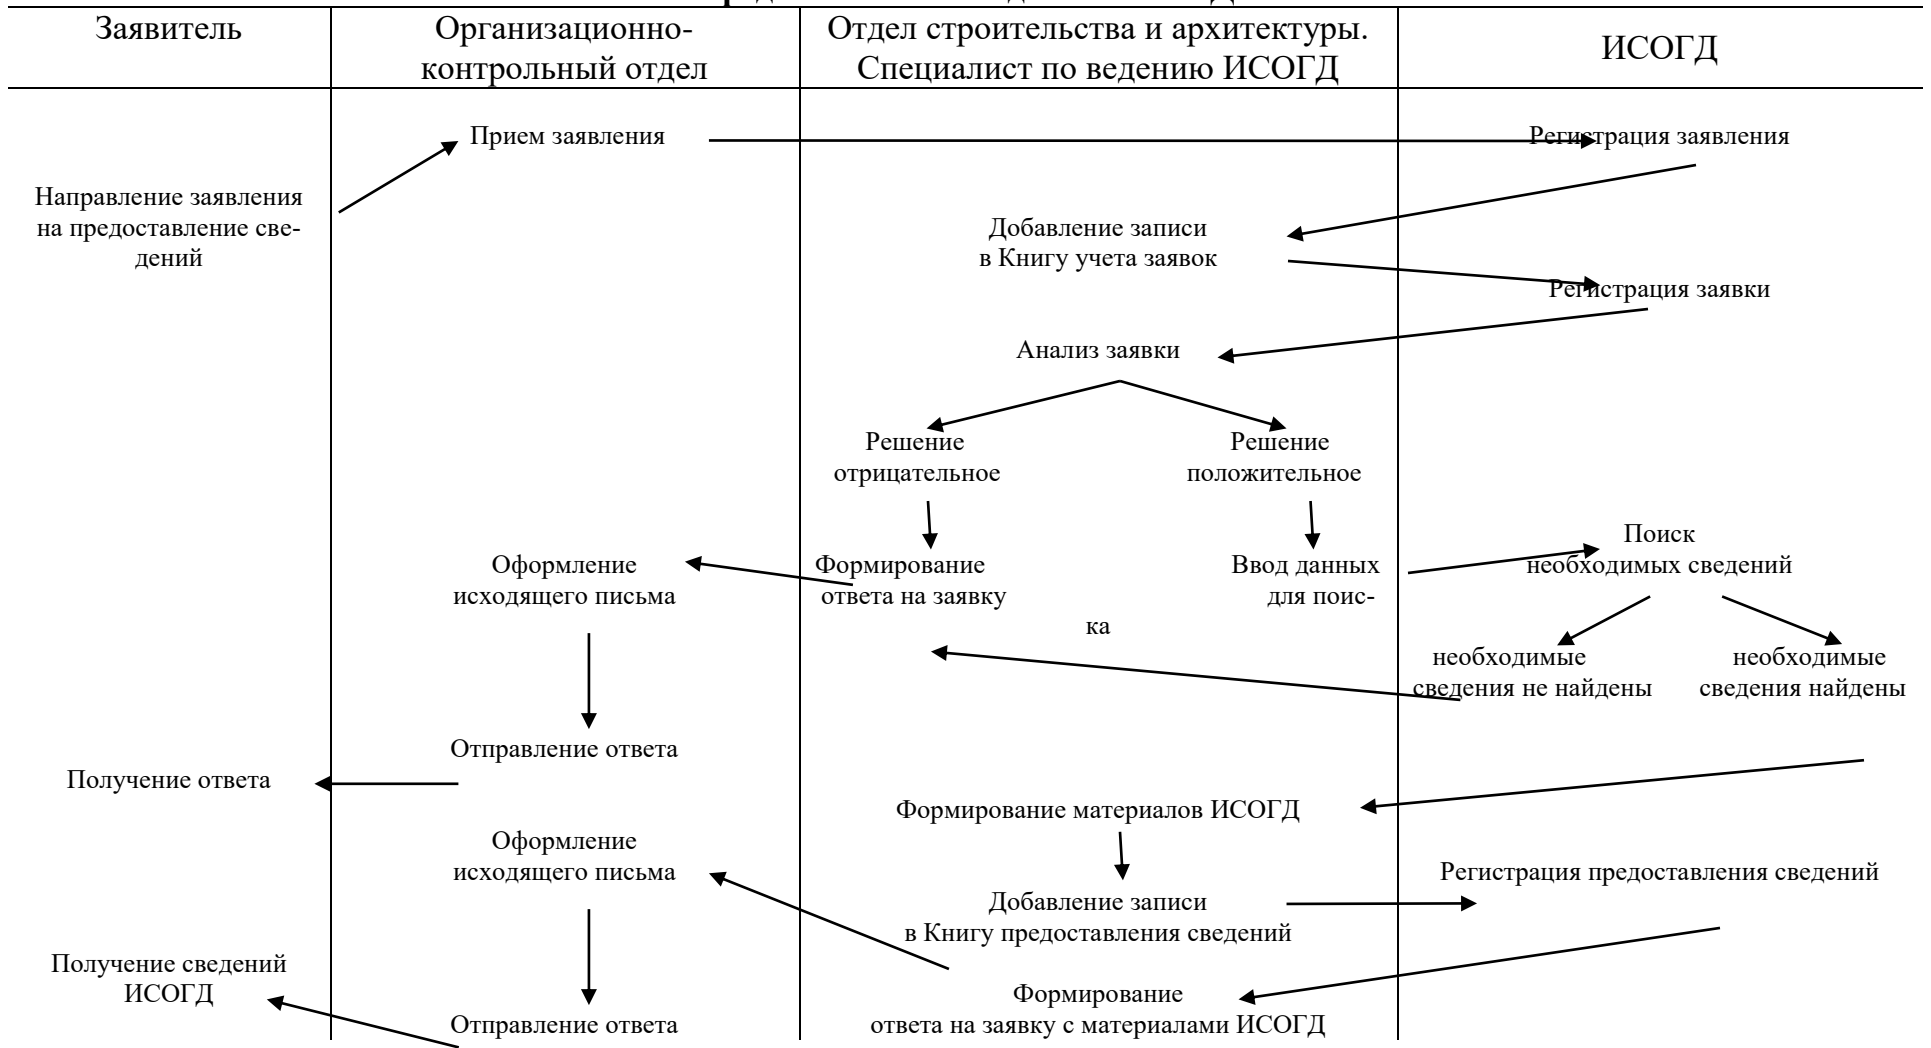 Заявитель
Организационно-
контрольный отдел
Отдел строительства и архитектуры.
Специалист по ведению ИСОГД
ИСОГД
Прием заявления
Регистрация заявления
Направление заявления
на предоставление све-
дений
Добавление записи
в Книгу учета заявок
Регистрация заявки
Анализ заявки
Решение
отрицательное
Решение
положительное
Поиск
необходимых сведений
Оформление
исходящего письма
Формирование
ответа на заявку
Ввод данных
для поис-
ка
необходимые
сведения не найдены
необходимые
сведения найдены
Отправление ответа
Получение ответа
Формирование материалов ИСОГД
Оформление
исходящего письма
Регистрация предоставления сведений
Добавление записи
в Книгу предоставления сведений
Получение сведений
ИСОГД
Формирование
ответа на заявку с материалами ИСОГД
Отправление ответа